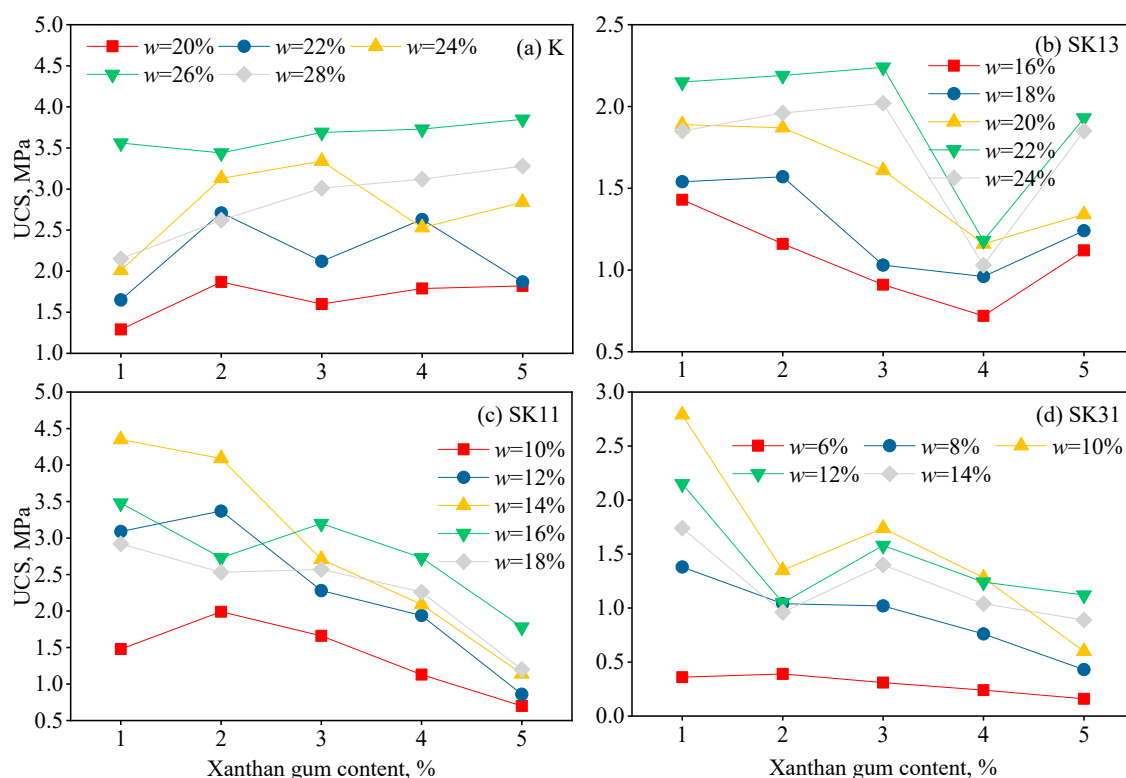 (a) K
w=20% w=22% w=24%
w=26% w=28%
UCS, MPa
5.0
4.5
4.0
3.5
3.0
2.5
2.0
1.5
1.0
1 2 3 4 5
(b) SK13
w=16%
w=18%
w=20%
w=22%
w=24%
2.5
2.0
1.5
1.0
0.5
1 2 3 4 5
(c) SK11
w=10%
w=12%
w=14%
w=16%
w=18%
UCS, MPa
5.0
4.5
4.0
3.5
3.0
2.5
2.0
1.5
1.0
0.5
1 2 3 4 5
Xanthan gum content, %
(d) SK31
w=6% w=8% w=10%
w=12% w=14%
3.0
2.5
2.0
1.5
1.0
0.5
0.0
1 2 3 4 5
Xanthan gum content, %